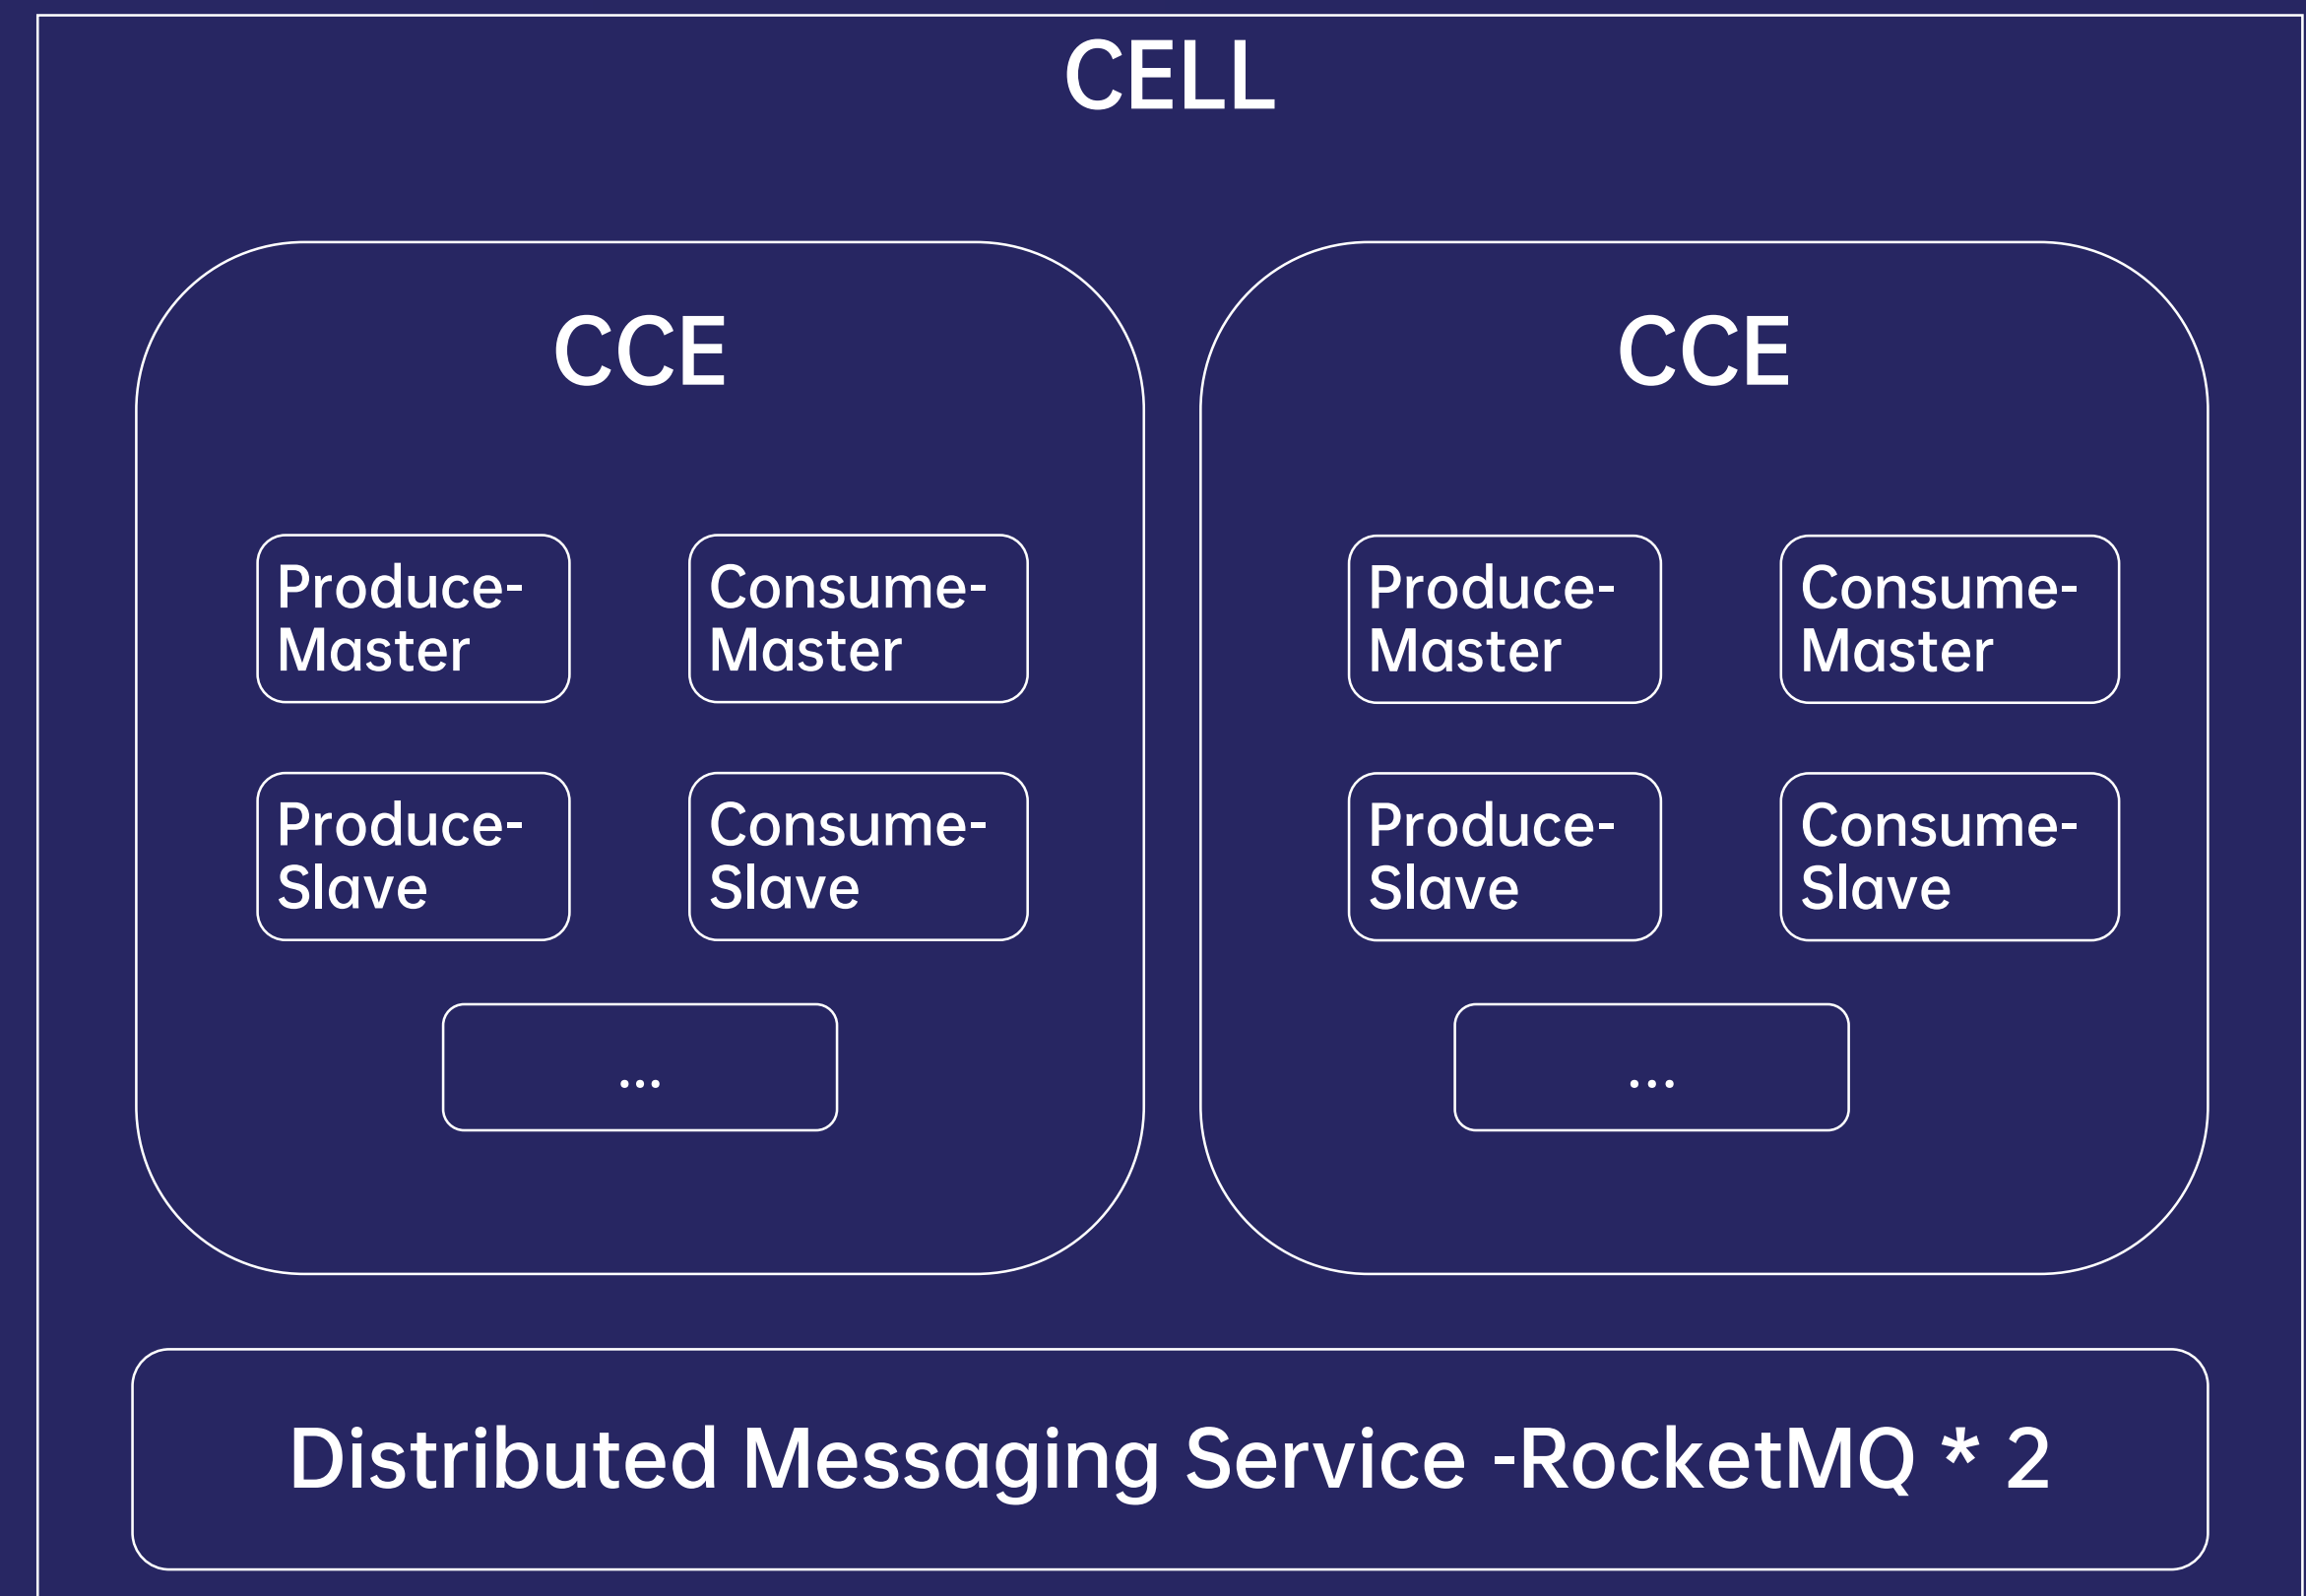 CELL
CCE
Produce-
Master
Consume-
Master
Produce-
Slave
Consume-
Slave
...
CCE
Produce-
Master
Consume-
Master
Produce-
Slave
Consume-
Slave
...
Distributed Messaging Service -RocketMQ * 2